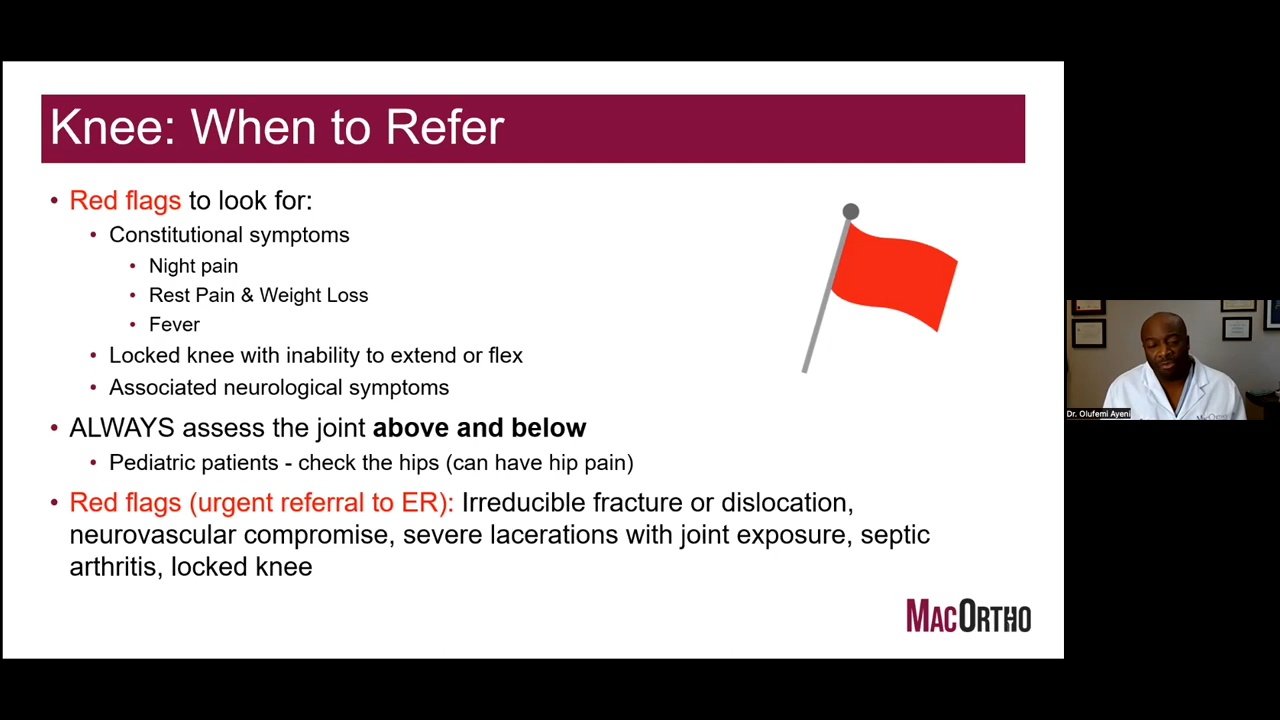 Knee: When to Refer
• Red flags to look for:
• Constitutional symptoms
• Night pain
• Rest Pain & Weight Loss
• Fever
• Locked knee with inability to extend or flex
• Associated neurological symptoms
• ALWAYS assess the joint above and below
• Pediatric patients - check the hips (can have hip pain)
• Red flags (urgent referral to ER): Irreducible fracture or dislocation,
neurovascular compromise, severe lacerations with joint exposure, septic
arthritis, locked knee
MACORTHO
Dr. Olufemi Ayeni